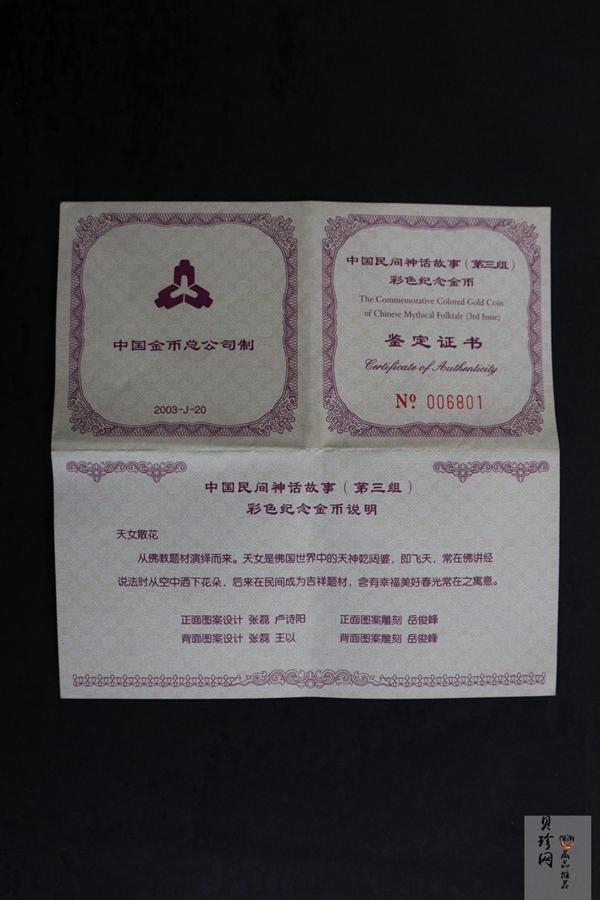 中国金币总公司制
2003-J-20
中国民间神话故事（第三组）
彩色纪念金币
The Commemorative Colored Gold Coin
of Chinese Mythical Folktale (3rd Issue)
鉴定证书
Certificate of Authenticity
Nº 006801
中国民间神话故事（第三组）
彩色纪念金币说明
天女散花
从佛教题材演绎而来。天女是佛国世界中的天神乾闼婆，即飞天，常在佛讲经
说法时从空中洒下花朵，后来在民间成为吉祥题材，含有幸福美好春光常在之寓意。
正面图案设计 张磊 卢诗阳 正面图案雕刻 岳俊峰
背面图案设计 张磊 王以 背面图案雕刻 岳俊峰
贝珍网
藏品推荐